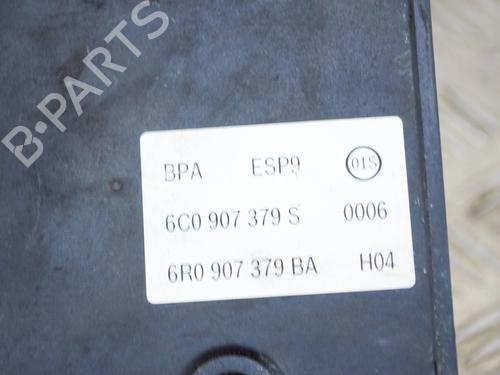 B-PARTS
BPA ESP9 01S
6C0 907 379 S 0006
6R0 907 379 BA H04